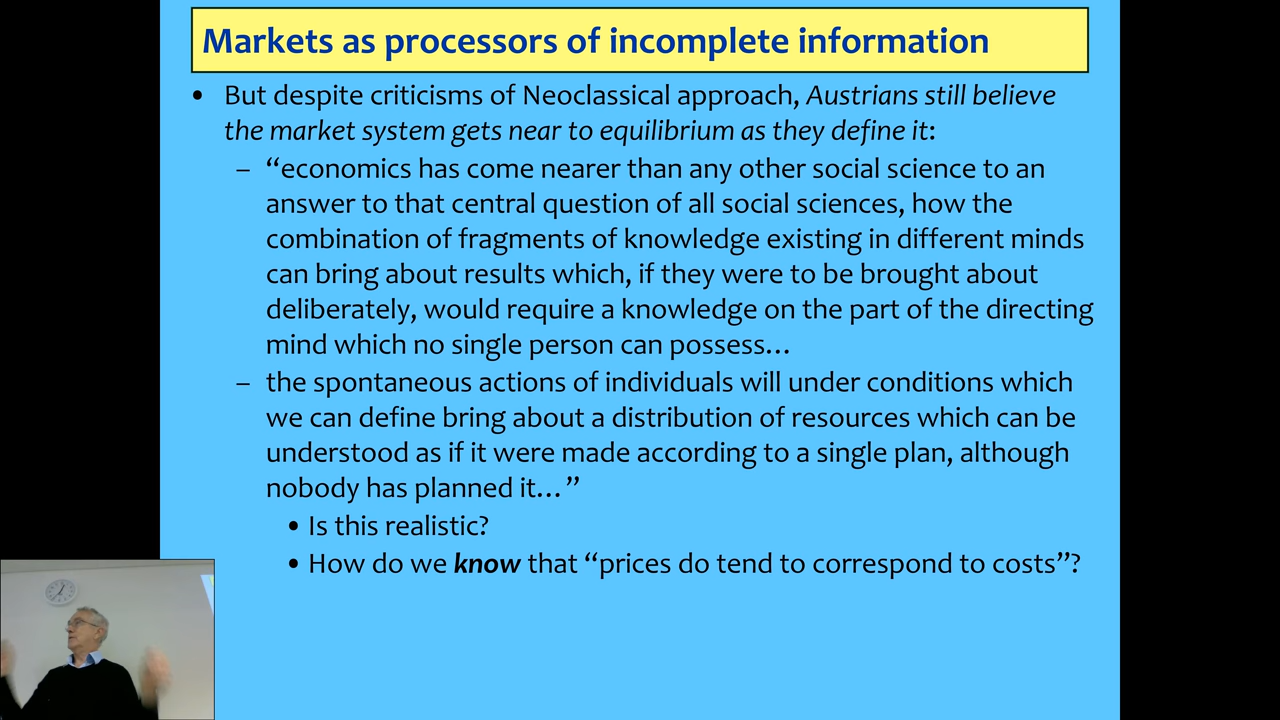 Markets as processors of incomplete information
• But despite criticisms of Neoclassical approach, Austrians still believe
the market system gets near to equilibrium as they define it:
– “economics has come nearer than any other social science to an
answer to that central question of all social sciences, how the
combination of fragments of knowledge existing in different minds
can bring about results which, if they were to be brought about
deliberately, would require a knowledge on the part of the directing
mind which no single person can possess…
– the spontaneous actions of individuals will under conditions which
we can define bring about a distribution of resources which can be
understood as if it were made according to a single plan, although
nobody has planned it…”
• Is this realistic?
• How do we know that “prices do tend to correspond to costs”?